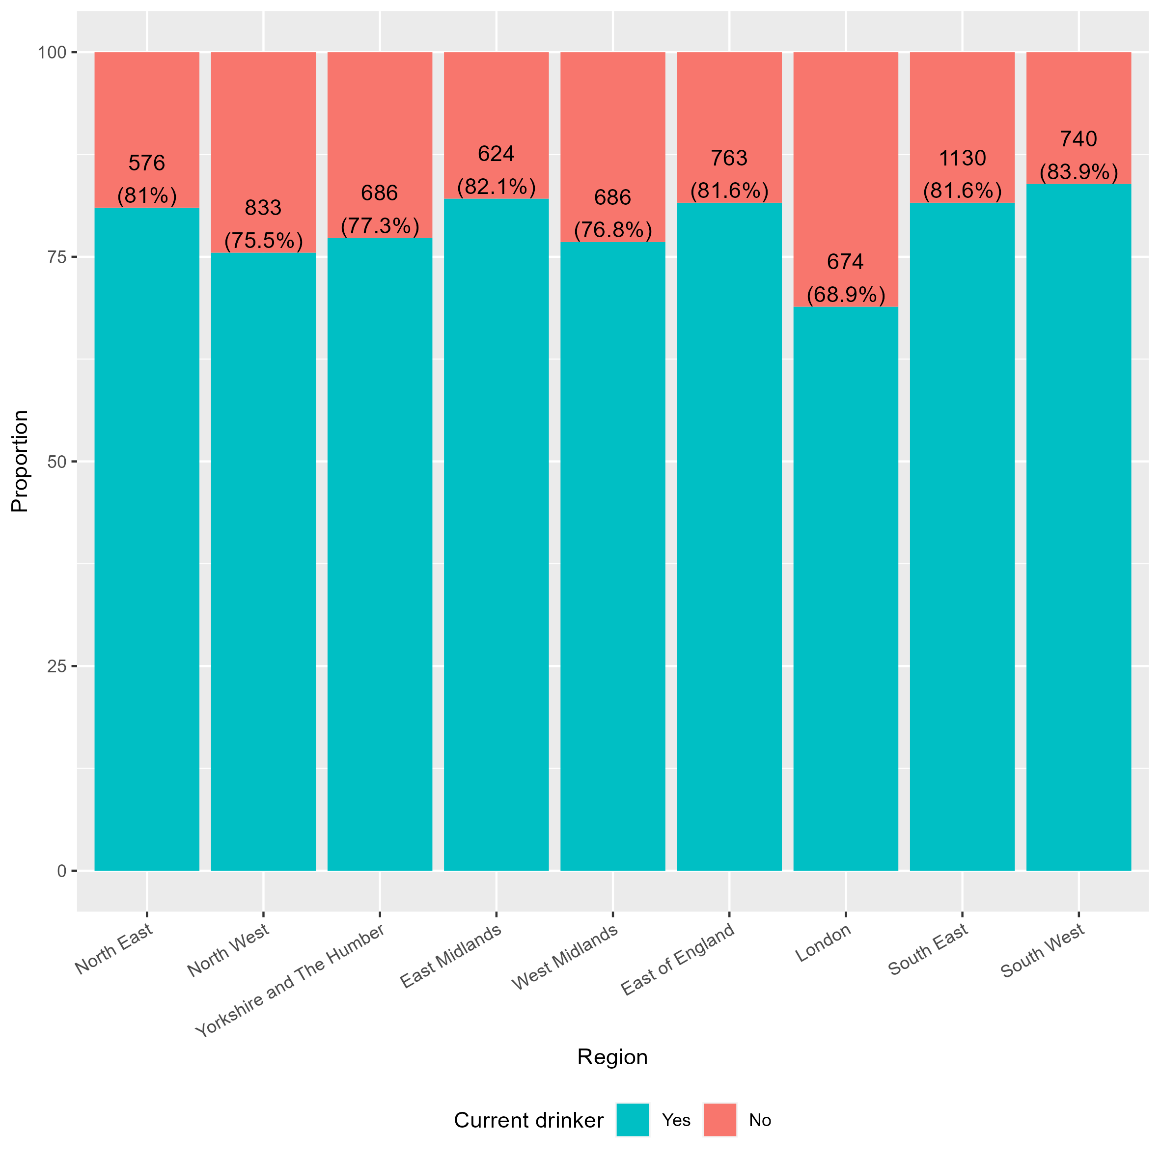 100
75
50
25
0
Proportion
576
(81%)
833
(75.5%)
686
(77.3%)
624
(82.1%)
686
(76.8%)
763
(81.6%)
674
(68.9%)
1130
(81.6%)
740
(83.9%)
North East
North West
Yorkshire and The Humber
East Midlands
West Midlands
East of England
London
South East
South West
Region
Current drinker Yes No